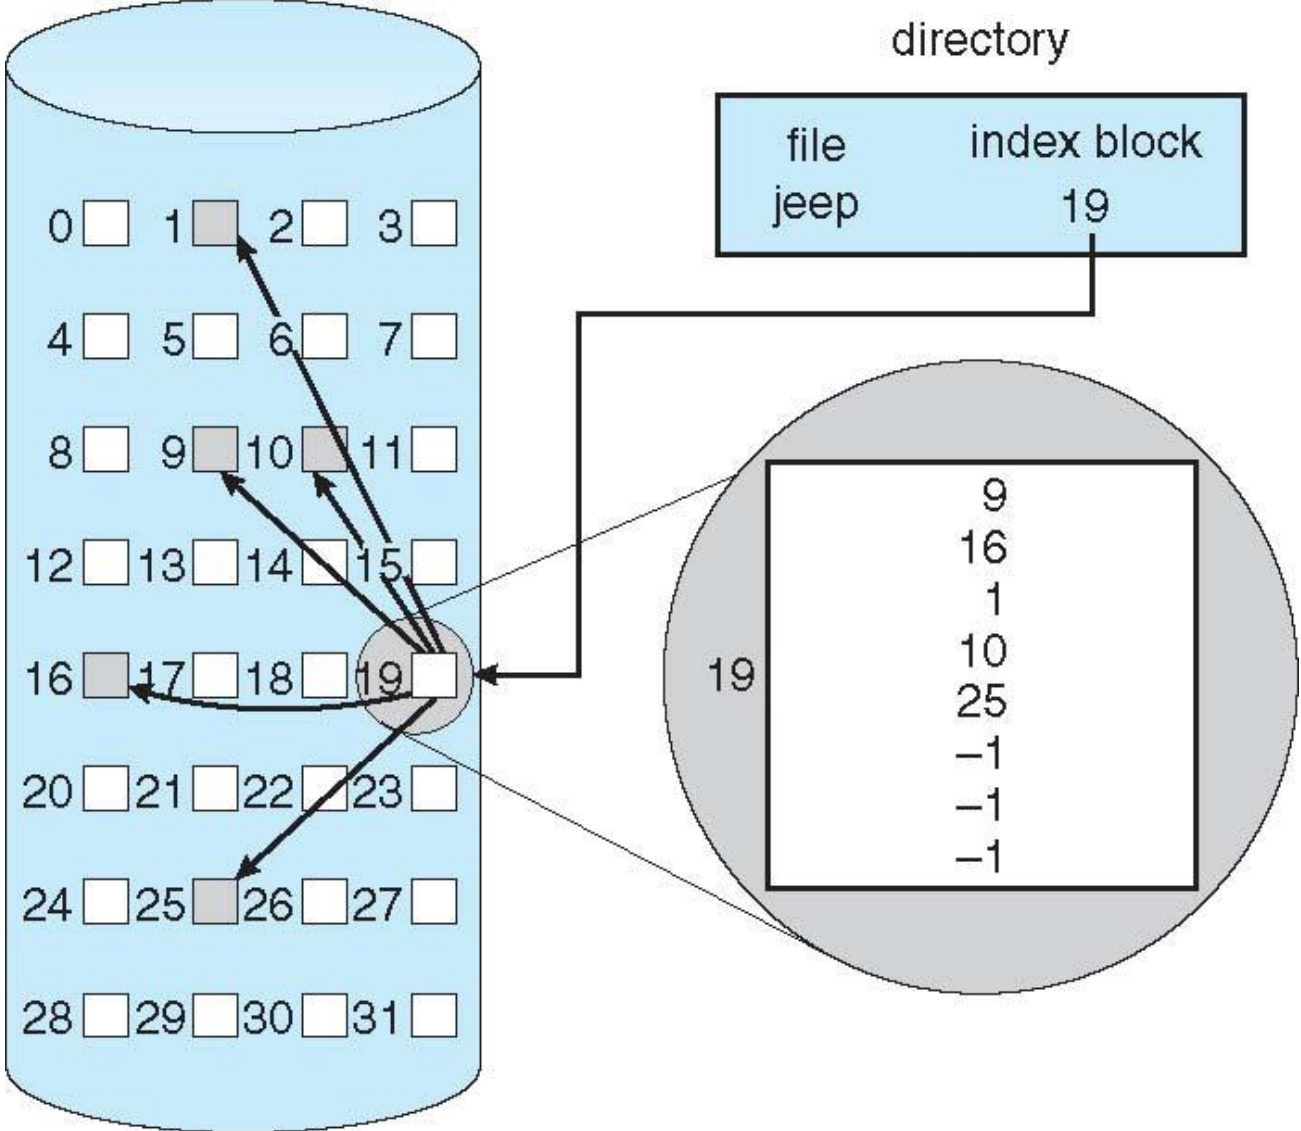 directory
file index block
jeep 19
0 1 2 3
4 5 6 7
8 9 10 11
12 13 14 15
16 17 18 19
20 21 22 23
24 25 26 27
28 29 30 31
19
9
16
1
10
25
–1
–1
–1